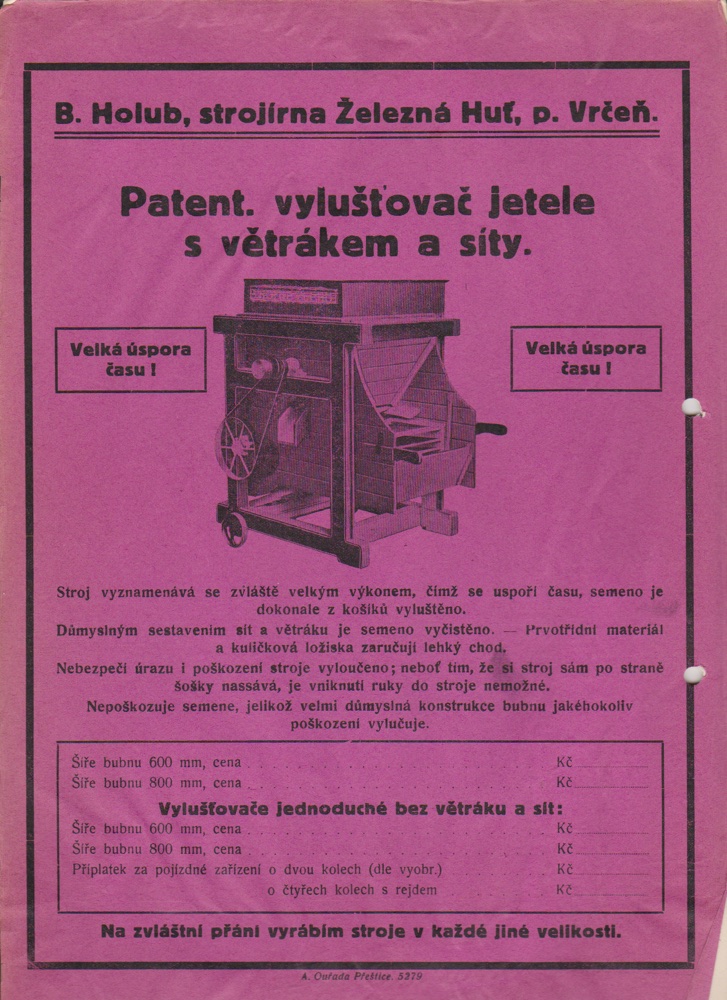 B. Holub, strojírna Železná Huť, p. Vrčeň.
Patent. vylušťovač jetele
s větrákem a síty.
Velká úspora
času !
Velká úspora
času !
Stroj vyznamenává se zvláště velkým výkonem, čímž se uspoří času, semeno je
dokonale z košíků vyluštěno.
Důmyslným sestavením sít a větráku je semeno vyčistěno. — Prvotřídní materiál
a kuličková ložiska zaručují lehký chod.
Nebezpečí úrazu i poškození stroje vyloučeno; neboť tím, že si stroj sám po straně
šošky nassává, je vniknutí ruky do stroje nemožné.
Nepoškozuje semene, jelikož velmi důmyslná konstrukce bubnu jakéhokoliv
poškození vylučuje.
Šíře bubnu 600 mm, cena . . . . . . . . . . . . . . Kč
Šíře bubnu 800 mm, cena . . . . . . . . . . . . . . Kč
Vylušťovače jednoduché bez větráku a sít:
Šíře bubnu 600 mm, cena . . . . . . . . . . . . . . Kč
Šíře bubnu 800 mm, cena . . . . . . . . . . . . . . Kč
Příplatek za pojízdné zařízení o dvou kolech (dle vyobr.) . . . . . Kč
o čtyřech kolech s rejdem . . . . . Kč
Na zvláštní přání vyrábím stroje v každé jiné velikosti.
A. Ouřada Přeštice. 5379